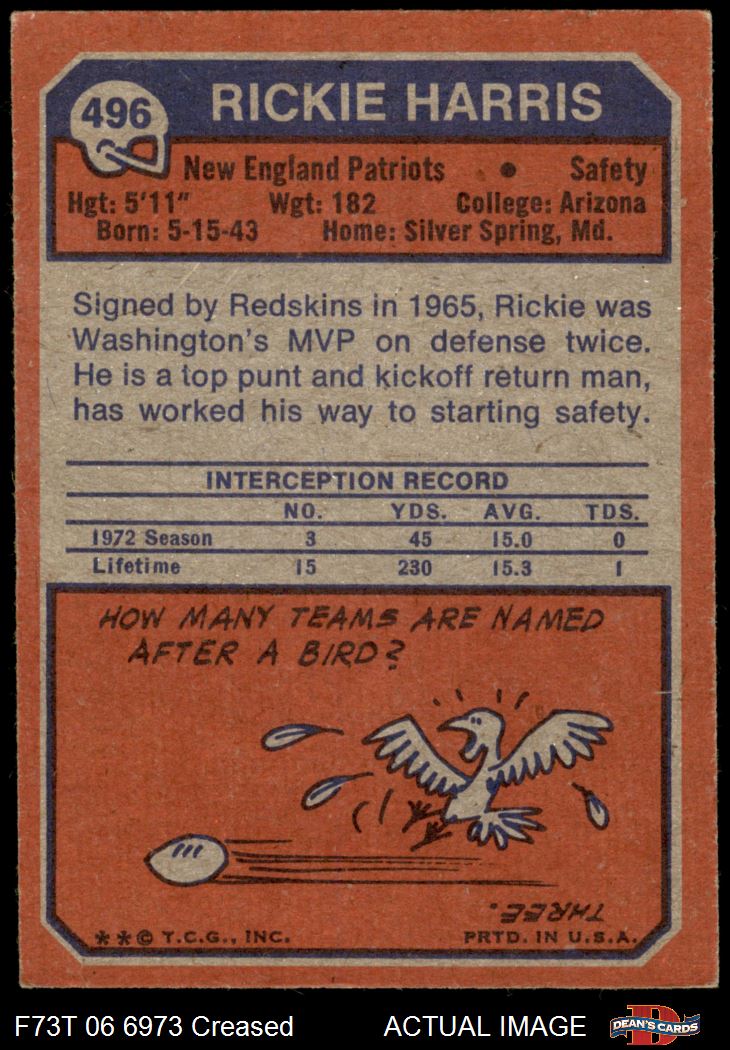 496
RICKIE HARRIS
New England Patriots • Safety
Hgt: 5'11" Wgt: 182 College: Arizona
Born: 5-15-43 Home: Silver Spring, Md.
Signed by Redskins in 1965, Rickie was
Washington's MVP on defense twice.
He is a top punt and kickoff return man,
has worked his way to starting safety.
INTERCEPTION RECORD
NO. YDS. AVG. TDS.
1972 Season 3 45 15.0 0
Lifetime 15 230 15.3 1
HOW MANY TEAMS ARE NAMED
AFTER A BIRD?
THREE.
**© T.C.G., INC. PRTD. IN U.S.A.
F73T 06 6973 Creased ACTUAL IMAGE
D
DEAN'S CARDS